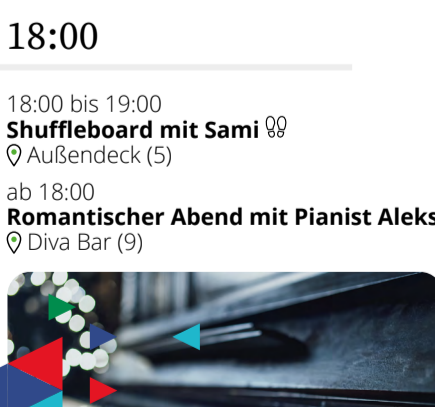 18:00
18:00 bis 19:00
Shuffleboard mit Sami
Außendeck (5)
ab 18:00
Romantischer Abend mit Pianist Aleks
Diva Bar (9)